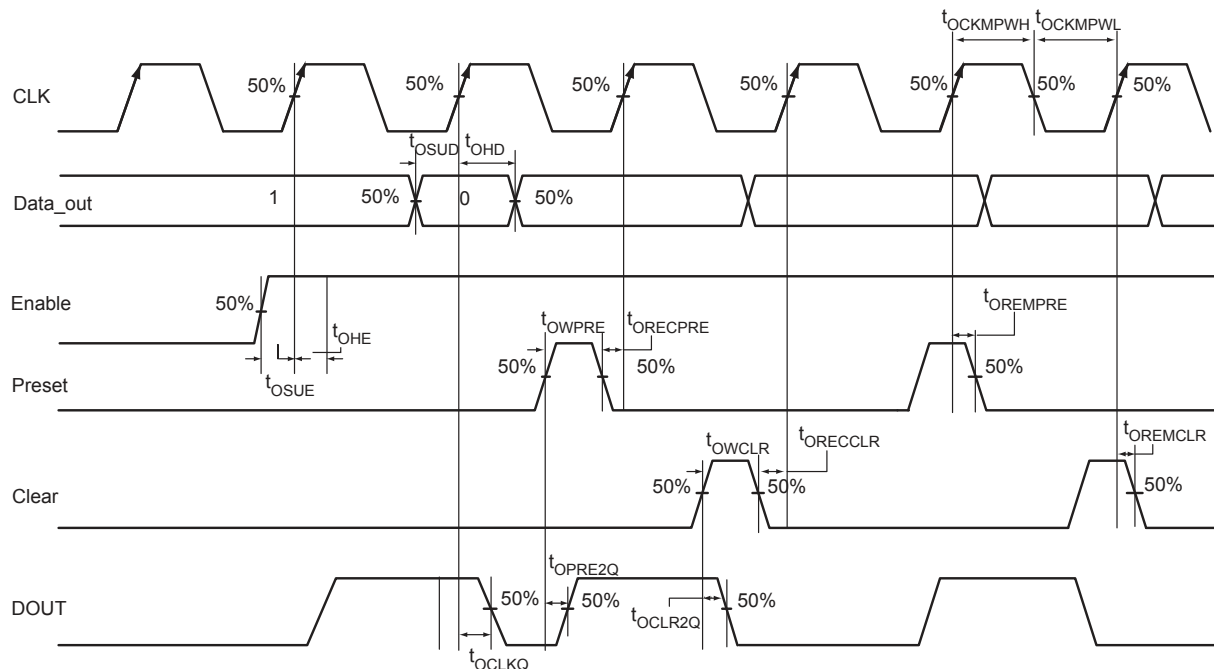 tOCKMPWH tOCKMPWL
CLK
50% 50% 50% 50% 50% 50% 50%
tOSUD tOHD
Data_out
1 50% 0 50%
Enable
50%
tOHE
tOSUE
tOWPRE tORECPRE tOREMPRE
Preset
50% 50% 50%
tOWCLR tORECCLR tOREMCLR
Clear
50% 50% 50%
tOPRE2Q
DOUT
50% 50% 50%
tOCLR2Q
tOCLKQ